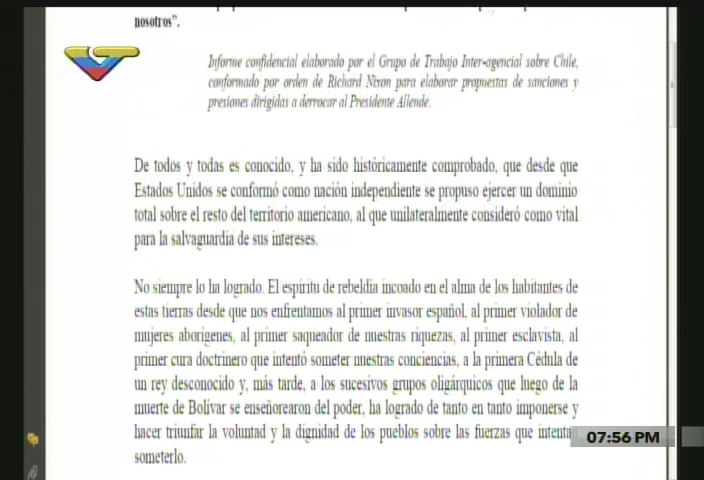 nosotros".
Informe confidencial elaborado por el Grupo de Trabajo Inter-agencial sobre Chile,
conformado por orden de Richard Nixon para elaborar propuestas de sanciones y
presiones dirigidas a derrocar al Presidente Allende.
De todos y todas es conocido, y ha sido históricamente comprobado, que desde que
Estados Unidos se conformó como nación independiente se propuso ejercer un dominio
total sobre el resto del territorio americano, al que unilateralmente consideró como vital
para la salvaguardia de sus intereses.
No siempre lo ha logrado. El espíritu de rebeldía incoado en el alma de los habitantes de
estas tierras desde que nos enfrentamos al primer invasor español, al primer violador de
mujeres aborígenes, al primer saqueador de nuestras riquezas, al primer esclavista, al
primer cura doctrinero que intentó someter nuestras conciencias, a la primera Cédula de
un rey desconocido y, más tarde, a los sucesivos grupos oligárquicos que luego de la
muerte de Bolívar se enseñorearon del poder, ha logrado de tanto en tanto imponerse y
hacer triunfar la voluntad y la dignidad de los pueblos sobre las fuerzas que intenta
07:56 PM
someterlo.